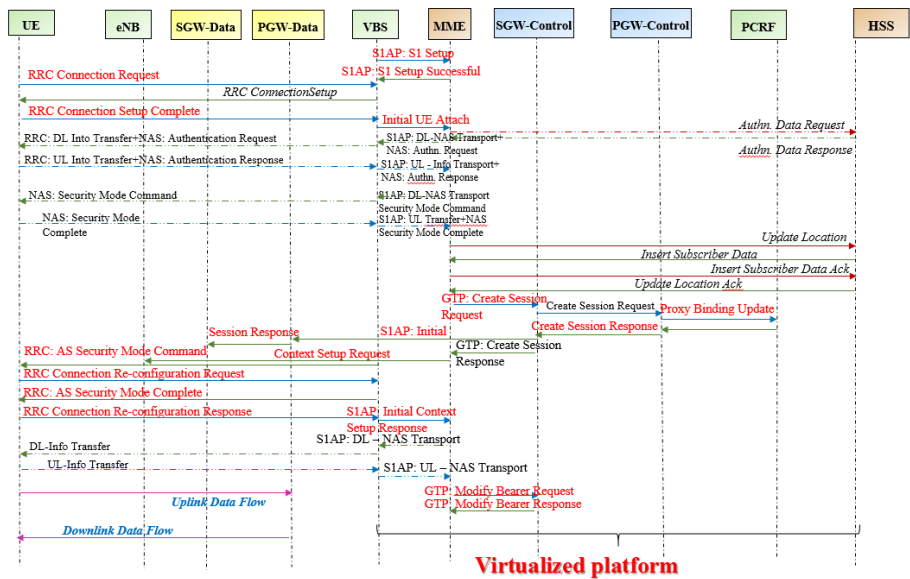 UE eNB SGW-Data PGW-Data VBS MME SGW-Control PGW-Control PCRF HSS
S1AP: S1 Setup
RRC Connection Request
S1AP: S1 Setup Successful
RRC ConnectionSetup
RRC Connection Setup Complete
Initial UE Attach
Authn. Data Request
RRC: DL Into Transfer+NAS: Authentication Request
S1AP: DL-NAS Transport+
NAS: Authn. Request
Authn. Data Response
RRC: UL Into Transfer+NAS: Authentication Response
S1AP: UL - Info Transport+
NAS: Authn. Response
NAS: Security Mode Command
S1AP: DL-NAS Transport
Security Mode Command
NAS: Security Mode
Complete
S1AP: UL Transfer+NAS
Security Mode Complete
Update Location
Insert Subscriber Data
Insert Subscriber Data Ack
Update Location Ack
GTP: Create Session
Request
Create Session Request
Proxy Binding Update
Create Session Response
Session Response
S1AP: Initial
Context Setup Request
GTP: Create Session
Response
RRC: AS Security Mode Command
RRC Connection Re-configuration Request
RRC: AS Security Mode Complete
RRC Connection Re-configuration Response
S1AP: Initial Context
Setup Response
S1AP: DL – NAS Transport
DL-Info Transfer
UL-Info Transfer
S1AP: UL – NAS Transport
GTP: Modify Bearer Request
Uplink Data Flow
GTP: Modify Bearer Response
Downlink Data Flow
Virtualized platform